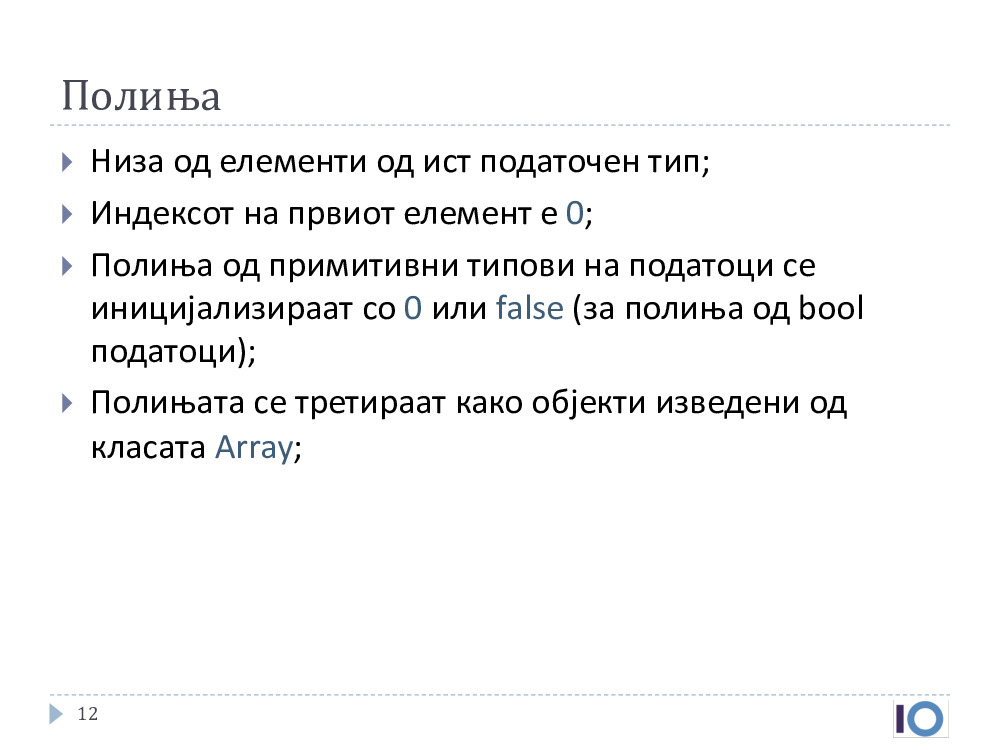 Полиња
Низа од елементи од ист податочен тип;
Индексот на првиот елемент е 0;
Полиња од примитивни типови на податоци се
иницијализираат со 0 или false (за полиња од bool
податоци);
Полињата се третираат како објекти изведени од
класата Array;
12
IO